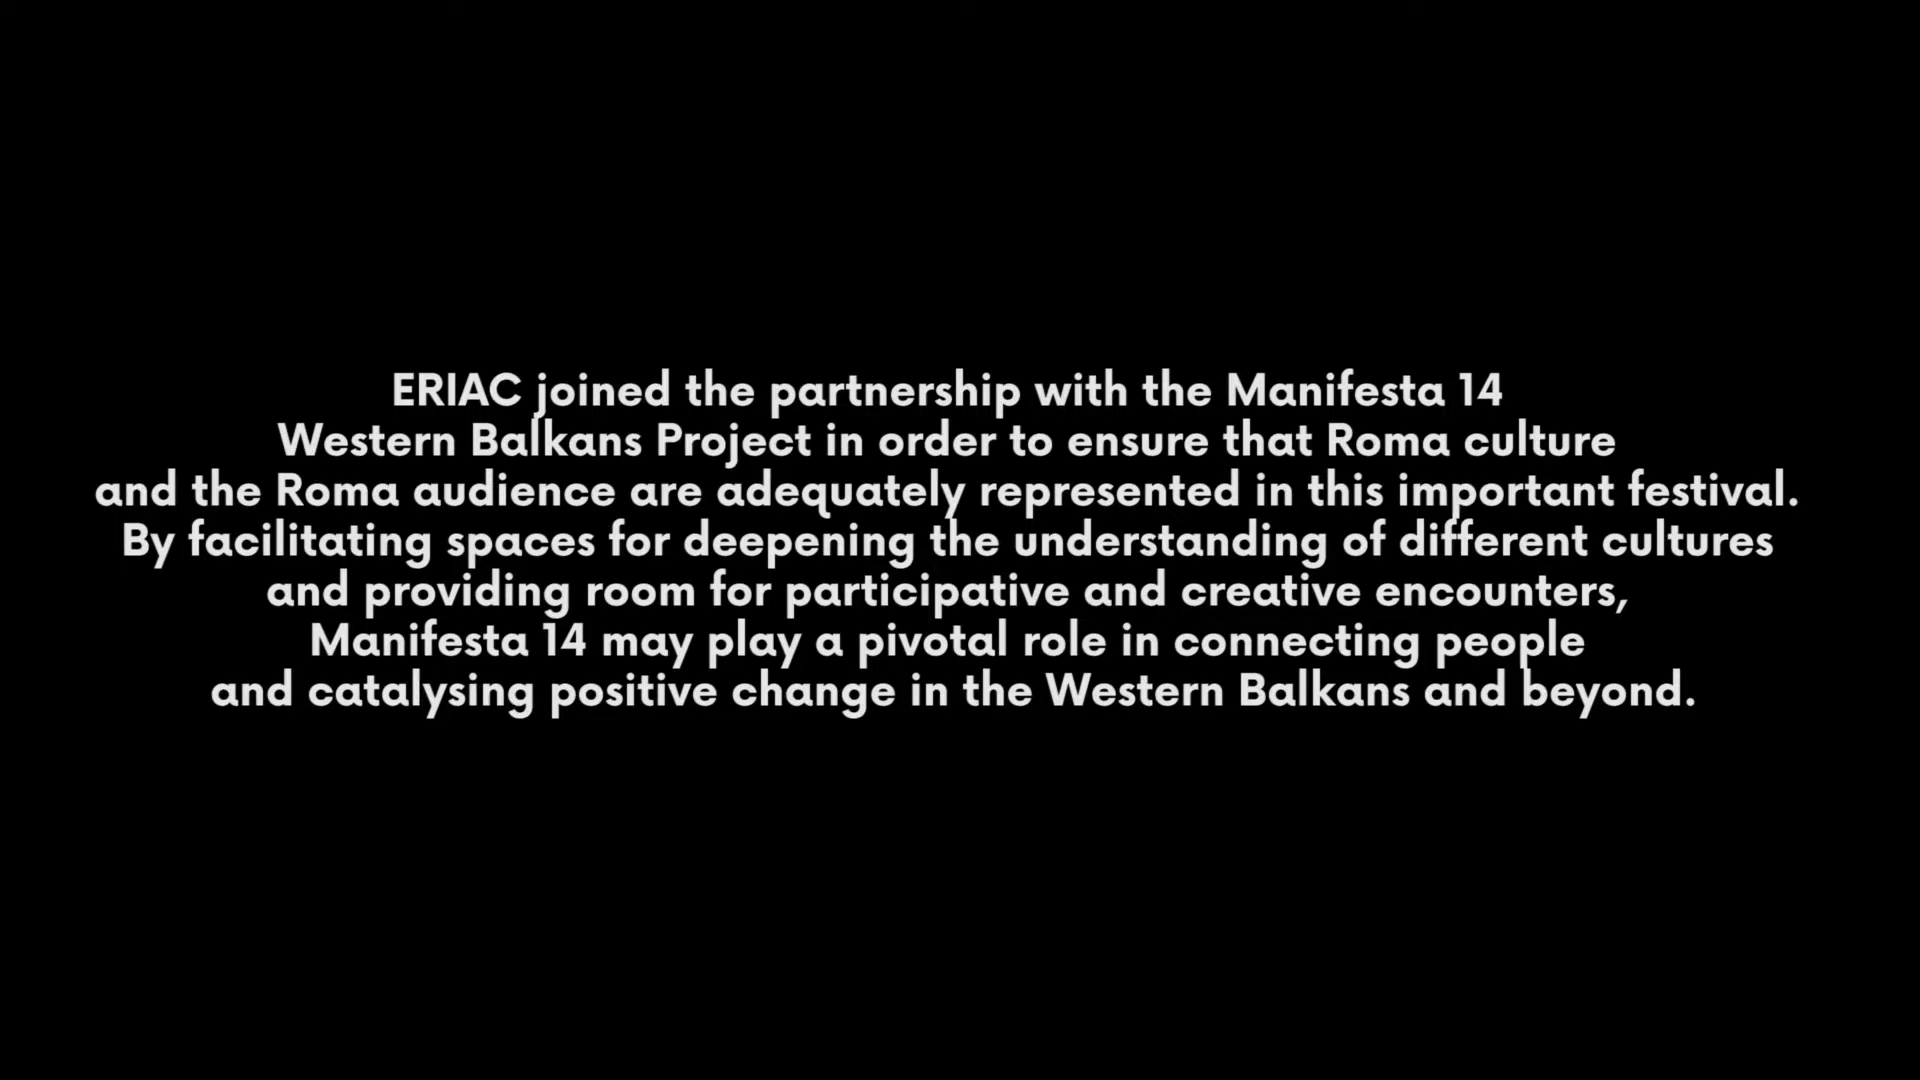 ERIAC joined the partnership with the Manifesta 14
Western Balkans Project in order to ensure that Roma culture
and the Roma audience are adequately represented in this important festival.
By facilitating spaces for deepening the understanding of different cultures
and providing room for participative and creative encounters,
Manifesta 14 may play a pivotal role in connecting people
and catalysing positive change in the Western Balkans and beyond.